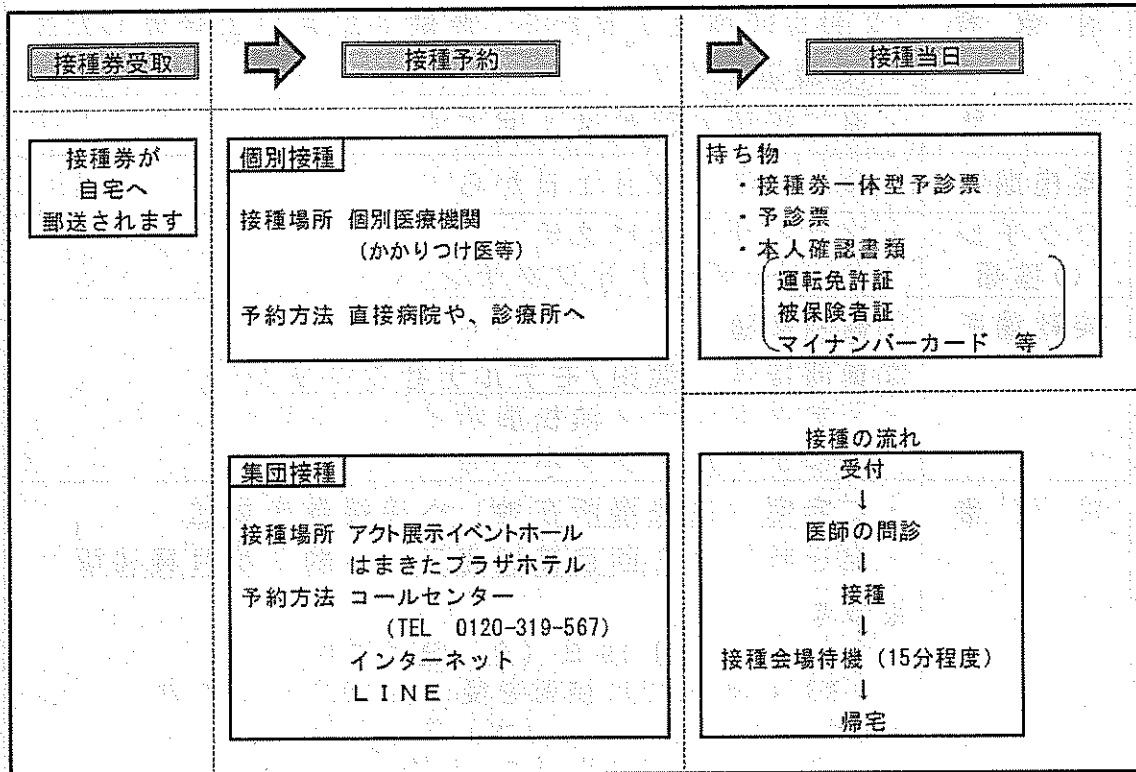 接種券受取
接種予約
接種当日
接種券が
自宅へ
郵送されます
個別接種
接種場所 個別医療機関
(かかりつけ医等)
予約方法 直接病院や、診療所へ
集団接種
接種場所 アクト展示イベントホール
はまきたプラザホテル
予約方法 コールセンター
(TEL 0120-319-567)
インターネット
LINE
持ち物
・接種券一体型予診票
・予診票
・本人確認書類
運転免許証
被保険者証
マイナンバーカード 等
接種の流れ
受付
↓
医師の問診
↓
接種
↓
接種会場待機(15分程度)
↓
帰宅